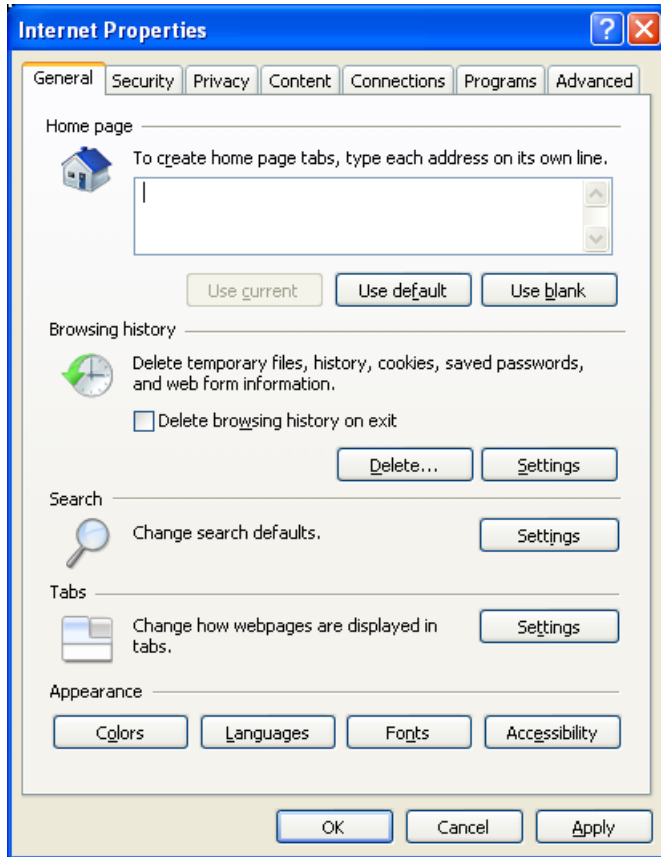 Internet Properties
General Security Privacy Content Connections Programs Advanced
Home page
To create home page tabs, type each address on its own line.
Use current Use default Use blank
Browsing history
Delete temporary files, history, cookies, saved passwords,
and web form information.
Delete browsing history on exit
Delete... Settings
Search
Change search defaults. Settings
Tabs
Change how webpages are displayed in Settings
tabs.
Appearance
Colors Languages Fonts Accessibility
OK Cancel Apply